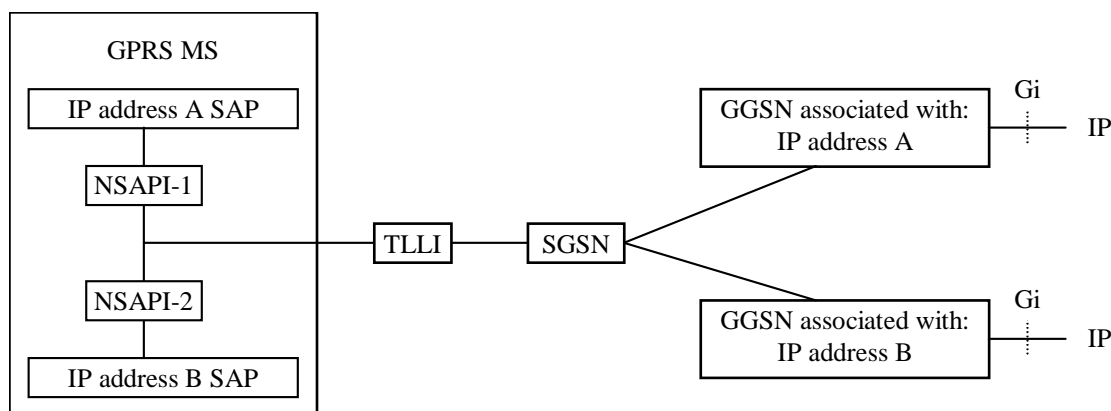 GPRS MS
IP address A SAP
NSAPI-1
NSAPI-2
IP address B SAP
TLLI
SGSN
GGSN associated with:
IP address A
Gi
IP
GGSN associated with:
IP address B
Gi
IP